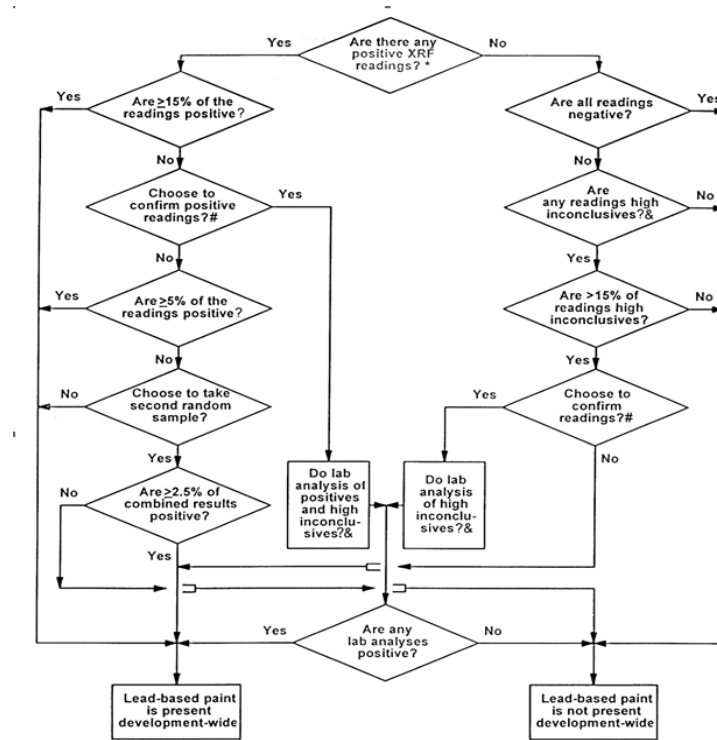 Yes
Are there any
positive XRF
readings? *
No
Yes
Are ≥15% of the
readings positive?
Are all readings
negative?
Yes
No
No
Choose to
confirm positive
readings?#
Yes
Are
any readings high
inconclusives?&
No
No
Yes
Yes
Are ≥5% of the
readings positive?
Are >15% of
readings high
inconclusives?
No
No
Yes
No
Choose to take
second random
sample?
Yes
Choose to
confirm
readings?#
Yes
No
No
Are ≥2.5% of
combined results
positive?
Do lab
analysis of
positives
and high
inconclu-
sives?&
Do lab
analysis
of high
inconclu-
sives?&
Yes
Yes
Are any
lab analyses
positive?
No
Lead-based paint
is present
development-wide
Lead-based paint
is not present
development-wide